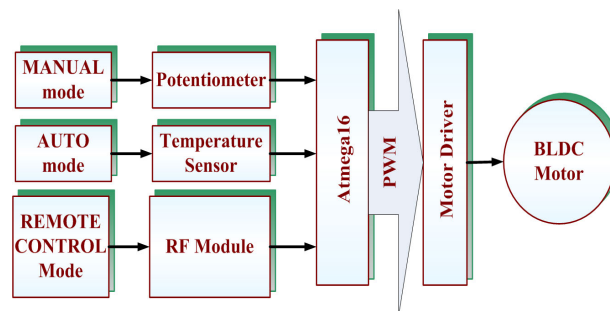 MANUAL
mode
Potentiometer
AUTO
mode
Temperature
Sensor
REMOTE
CONTROL
Mode
RF Module
Atmega16
PWM
Motor Driver
BLDC
Motor